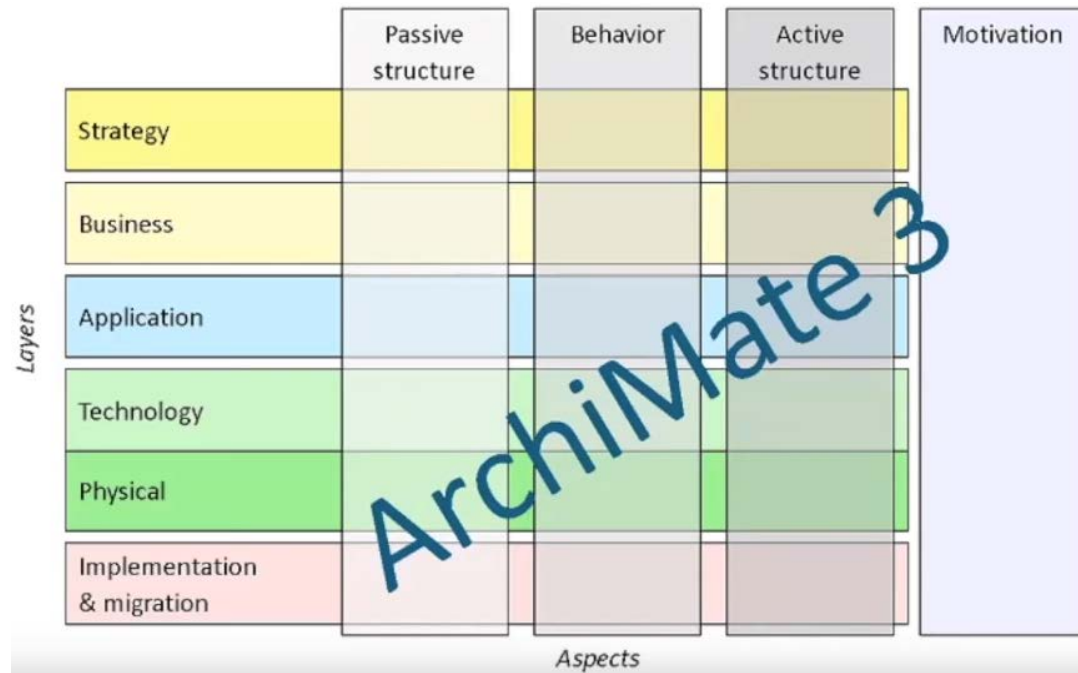 Passive
structure
Behavior
Active
structure
Motivation
Strategy
Business
Application
Technology
Physical
Implementation
& migration
Layers
Aspects
ArchiMate 3